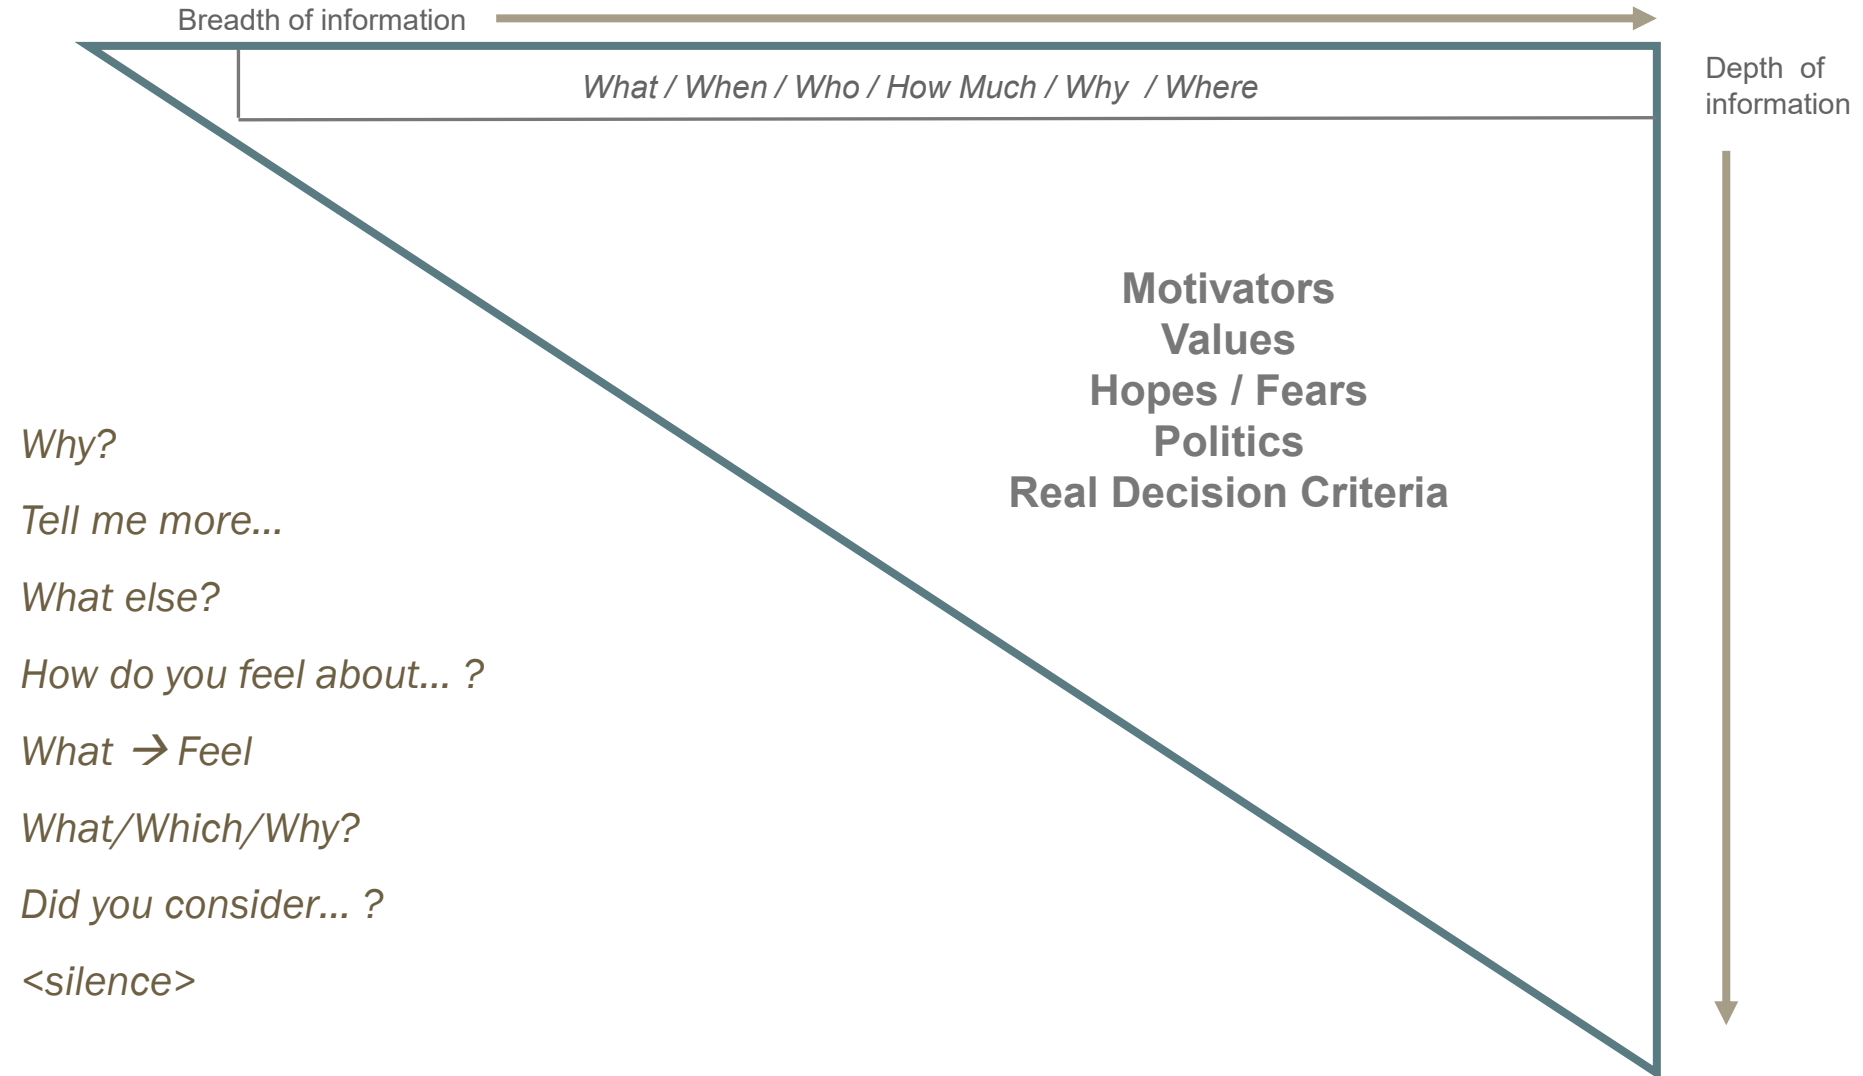 Breadth of information
What / When / Who / How Much / Why / Where
Depth of
information
Motivators
Values
Hopes / Fears
Politics
Real Decision Criteria
Why?
Tell me more...
What else?
How do you feel about... ?
What → Feel
What/Which/Why?
Did you consider... ?
<silence>